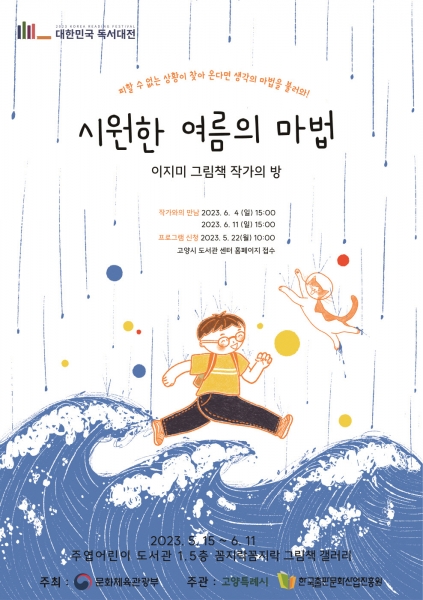 2023 KOREA READING FESTIVAL
대한민국 독서대전
피할 수 없는 상황이 찾아 온다면 생각의 마법을 불러와!
시원한 여름의 마법
이지미 그림책 작가의 방
작가와의 만남 2023. 6. 4 (일) 15:00
2023. 6. 11 (일) 15:00
프로그램 신청 2023. 5. 22(월) 10:00
고양시 도서관 센터 홈페이지 접수
2023. 5. 15 ~ 6. 11
주엽어린이 도서관 1.5층 꼼지락꼼지락 그림책 갤러리
주최 : 문화체육관광부 주관 : 고양특례시 한국출판문화산업진흥원